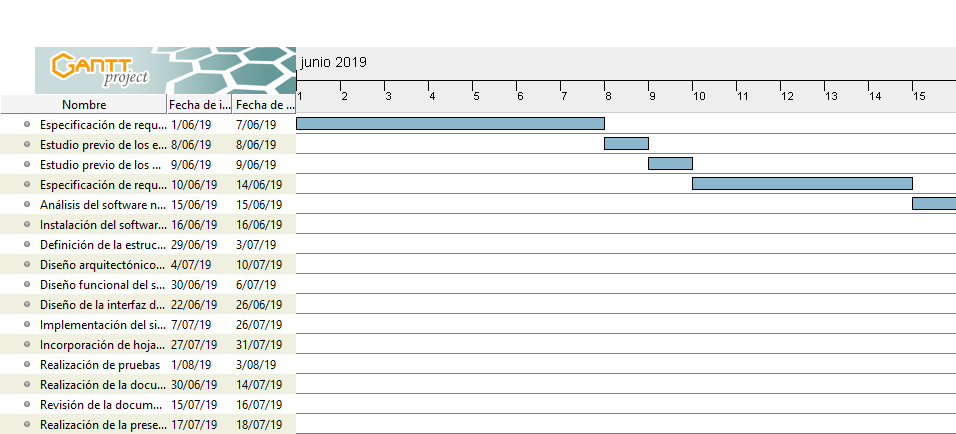 GANTT project
junio 2019
1 2 3 4 5 6 7 8 9 10 11 12 13 14 15
Nombre Fecha de i... Fecha de ...
Especificación de requ... 1/06/19 7/06/19
Estudio previo de los e... 8/06/19 8/06/19
Estudio previo de los ... 9/06/19 9/06/19
Especificación de requ... 10/06/19 14/06/19
Análisis del software n... 15/06/19 15/06/19
Instalación del softwar... 16/06/19 16/06/19
Definición de la estruc... 29/06/19 3/07/19
Diseño arquitectónico... 4/07/19 10/07/19
Diseño funcional del s... 30/06/19 6/07/19
Diseño de la interfaz d... 22/06/19 26/06/19
Implementación del si... 7/07/19 26/07/19
Incorporación de hoja... 27/07/19 31/07/19
Realización de pruebas 1/08/19 3/08/19
Realización de la docu... 30/06/19 14/07/19
Revisión de la docum... 15/07/19 16/07/19
Realización de la prese... 17/07/19 18/07/19